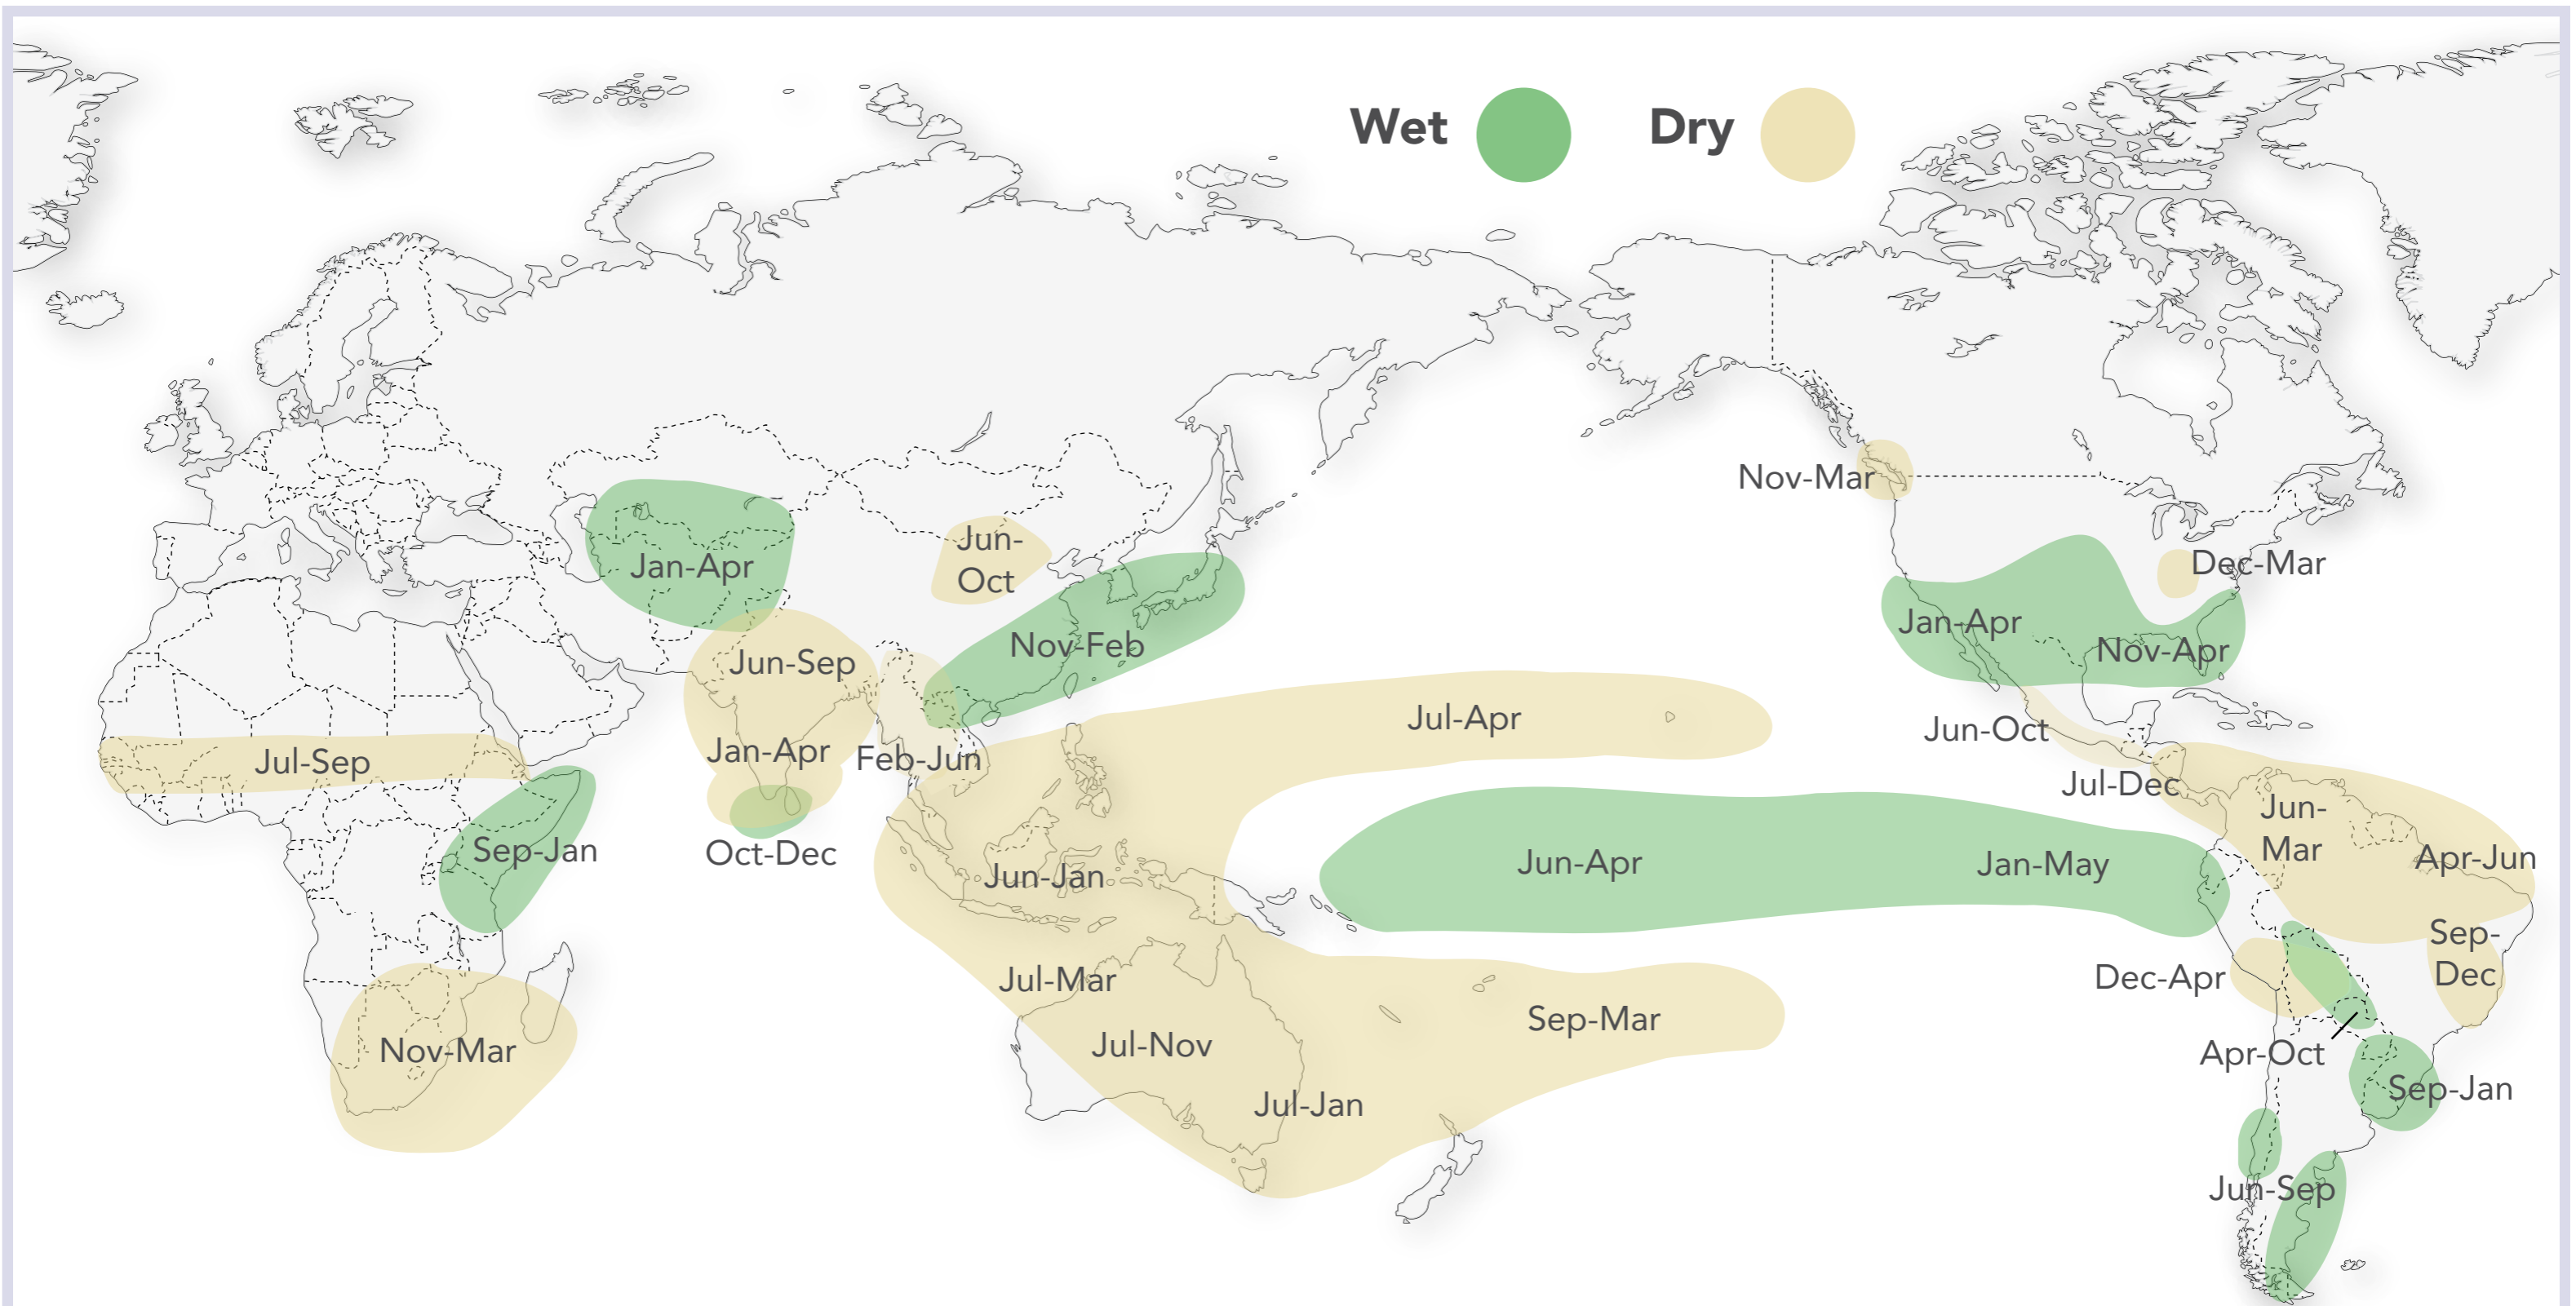 Wet
Dry
Nov-Mar
Jun-
Oct
Dec-Mar
Jan-Apr
Jan-Apr
Nov-Feb
Nov-Apr
Jun-Sep
Jul-Apr
Jun-Oct
Jan-Apr
Feb-Jun
Jul-Sep
Jul-Dec
Jun-
Mar
Sep-Jan
Oct-Dec
Jun-Apr
Jan-May
Apr-Jun
Jun-Jan
Sep-
Dec
Jul-Mar
Dec-Apr
Sep-Mar
Nov-Mar
Jul-Nov
Apr-Oct
Jul-Jan
Sep-Jan
Jun-Sep